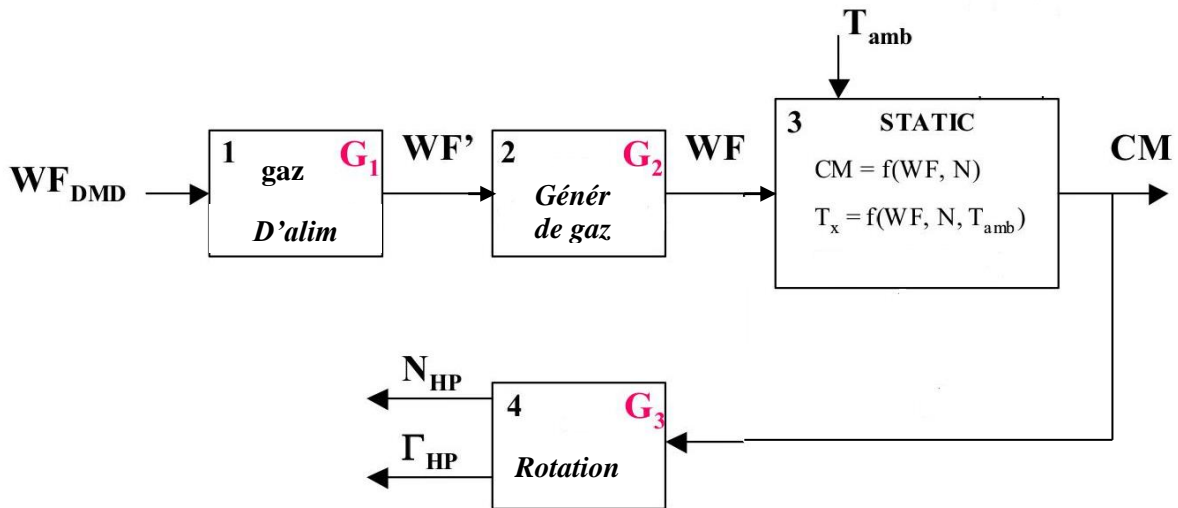 T_amb
WF_DMD
1
gaz
G_1
D'alim
WF'
2
G_2
Génér
de gaz
WF
3
STATIC
CM = f(WF, N)
T_x = f(WF, N, T_amb)
CM
N_HP
Γ_HP
4
G_3
Rotation